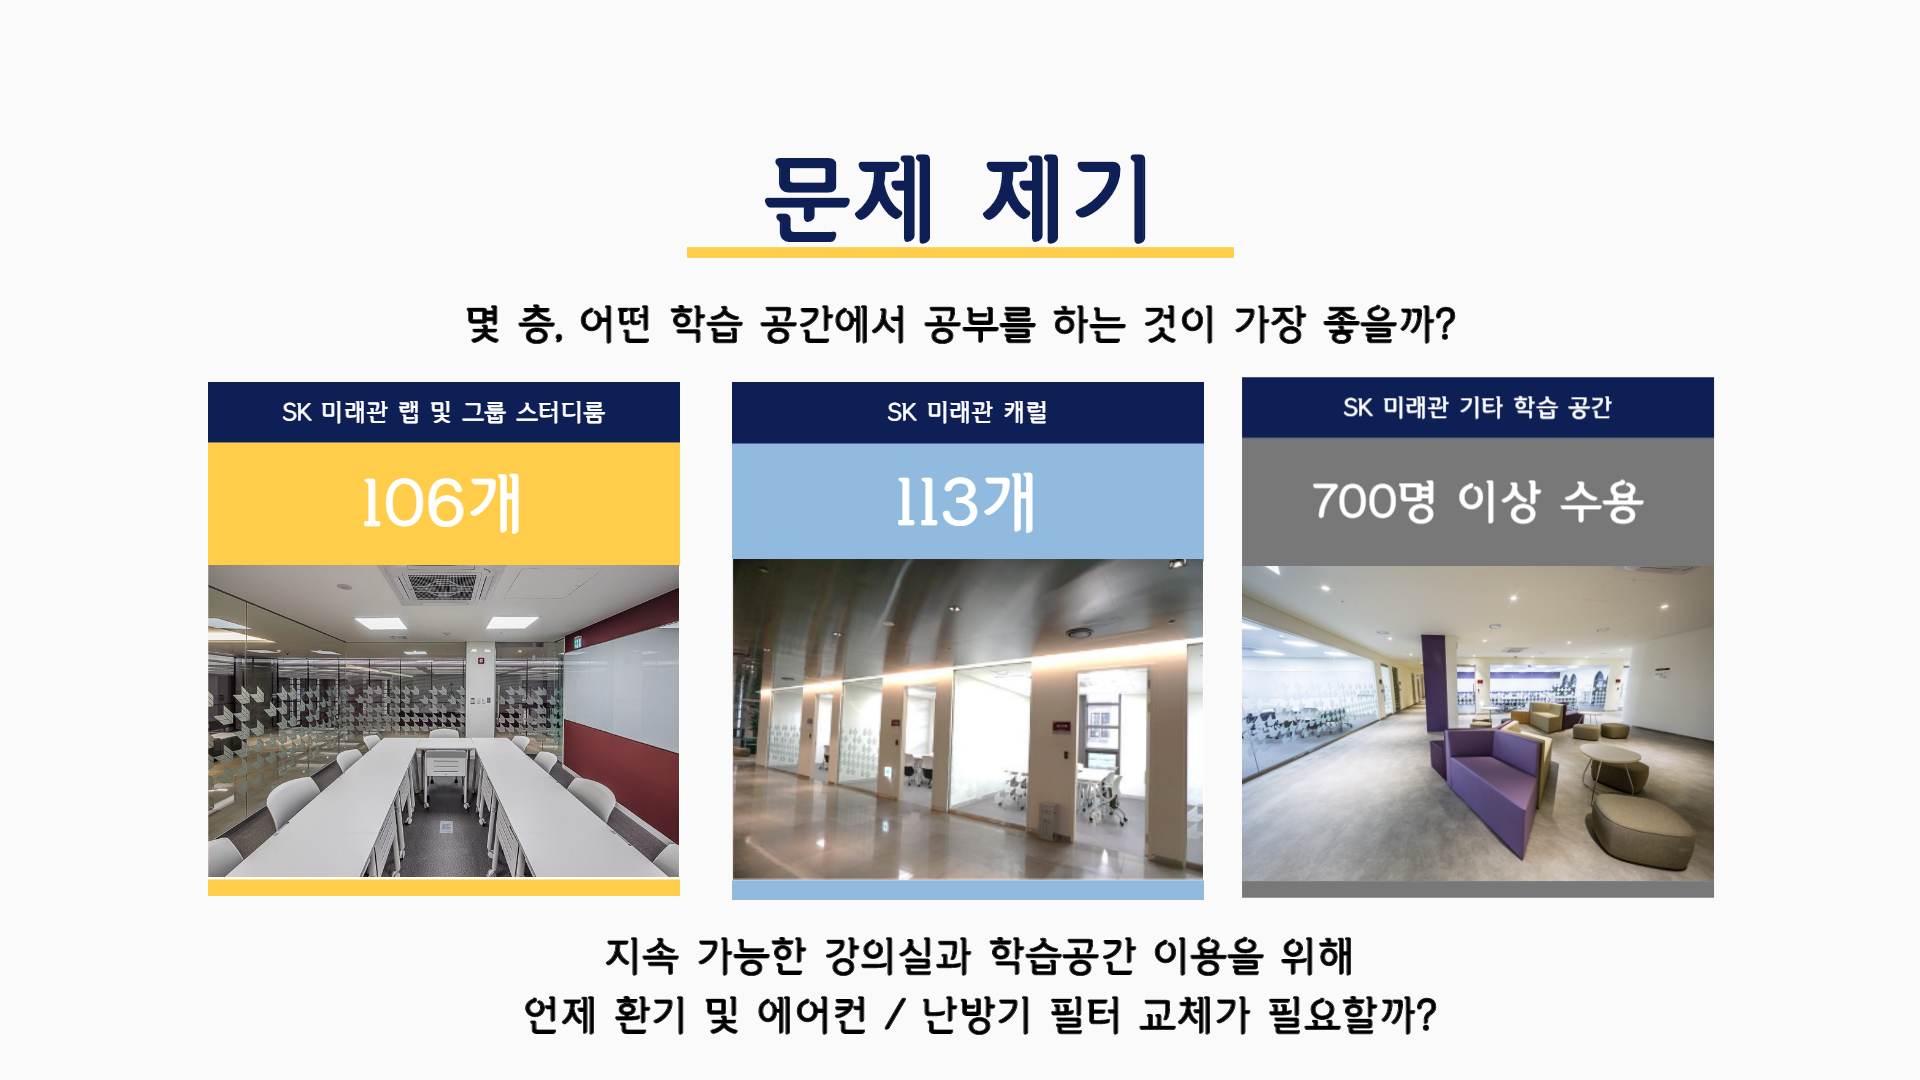 문제 제기
몇 층, 어떤 학습 공간에서 공부를 하는 것이 가장 좋을까?
SK 미래관 랩 및 그룹 스터디룸
106개
SK 미래관 캐럴
113개
SK 미래관 기타 학습 공간
700명 이상 수용
지속 가능한 강의실과 학습공간 이용을 위해
언제 환기 및 에어컨 / 난방기 필터 교체가 필요할까?